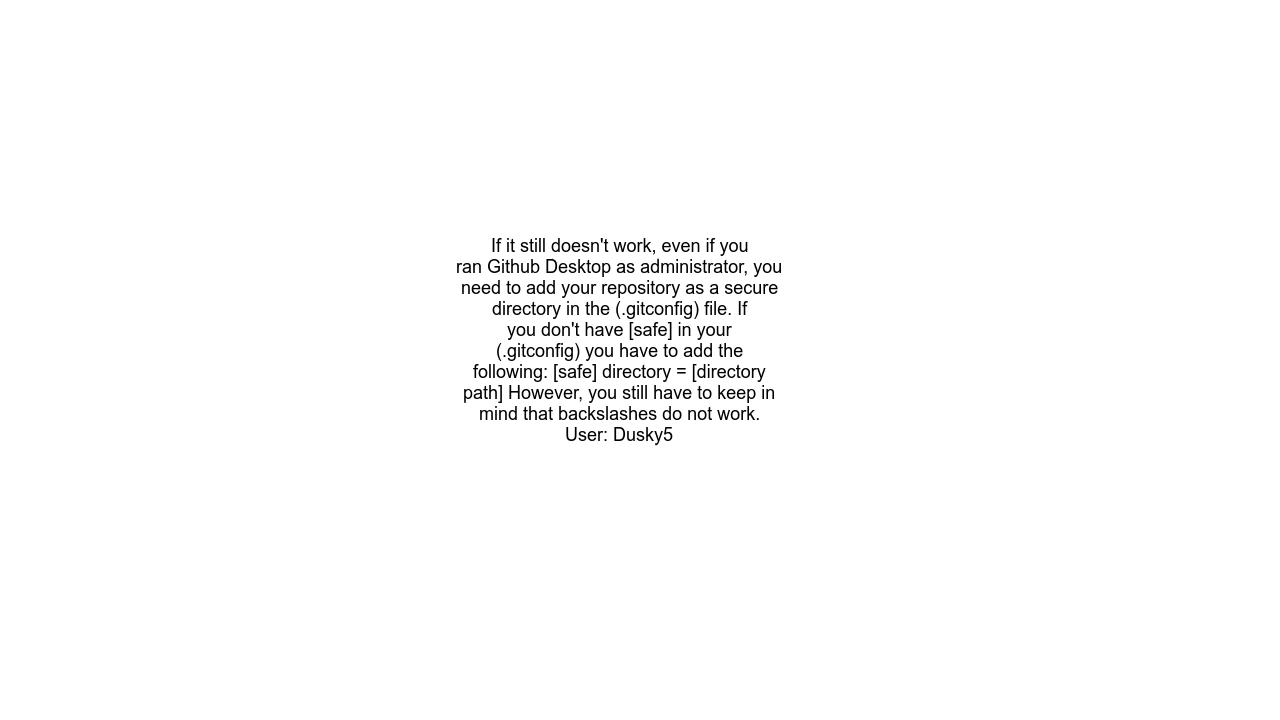 If it still doesn't work, even if you
ran Github Desktop as administrator, you
need to add your repository as a secure
directory in the (.gitconfig) file. If
you don't have [safe] in your
(.gitconfig) you have to add the
following: [safe] directory = [directory
path] However, you still have to keep in
mind that backslashes do not work.
User: Dusky5